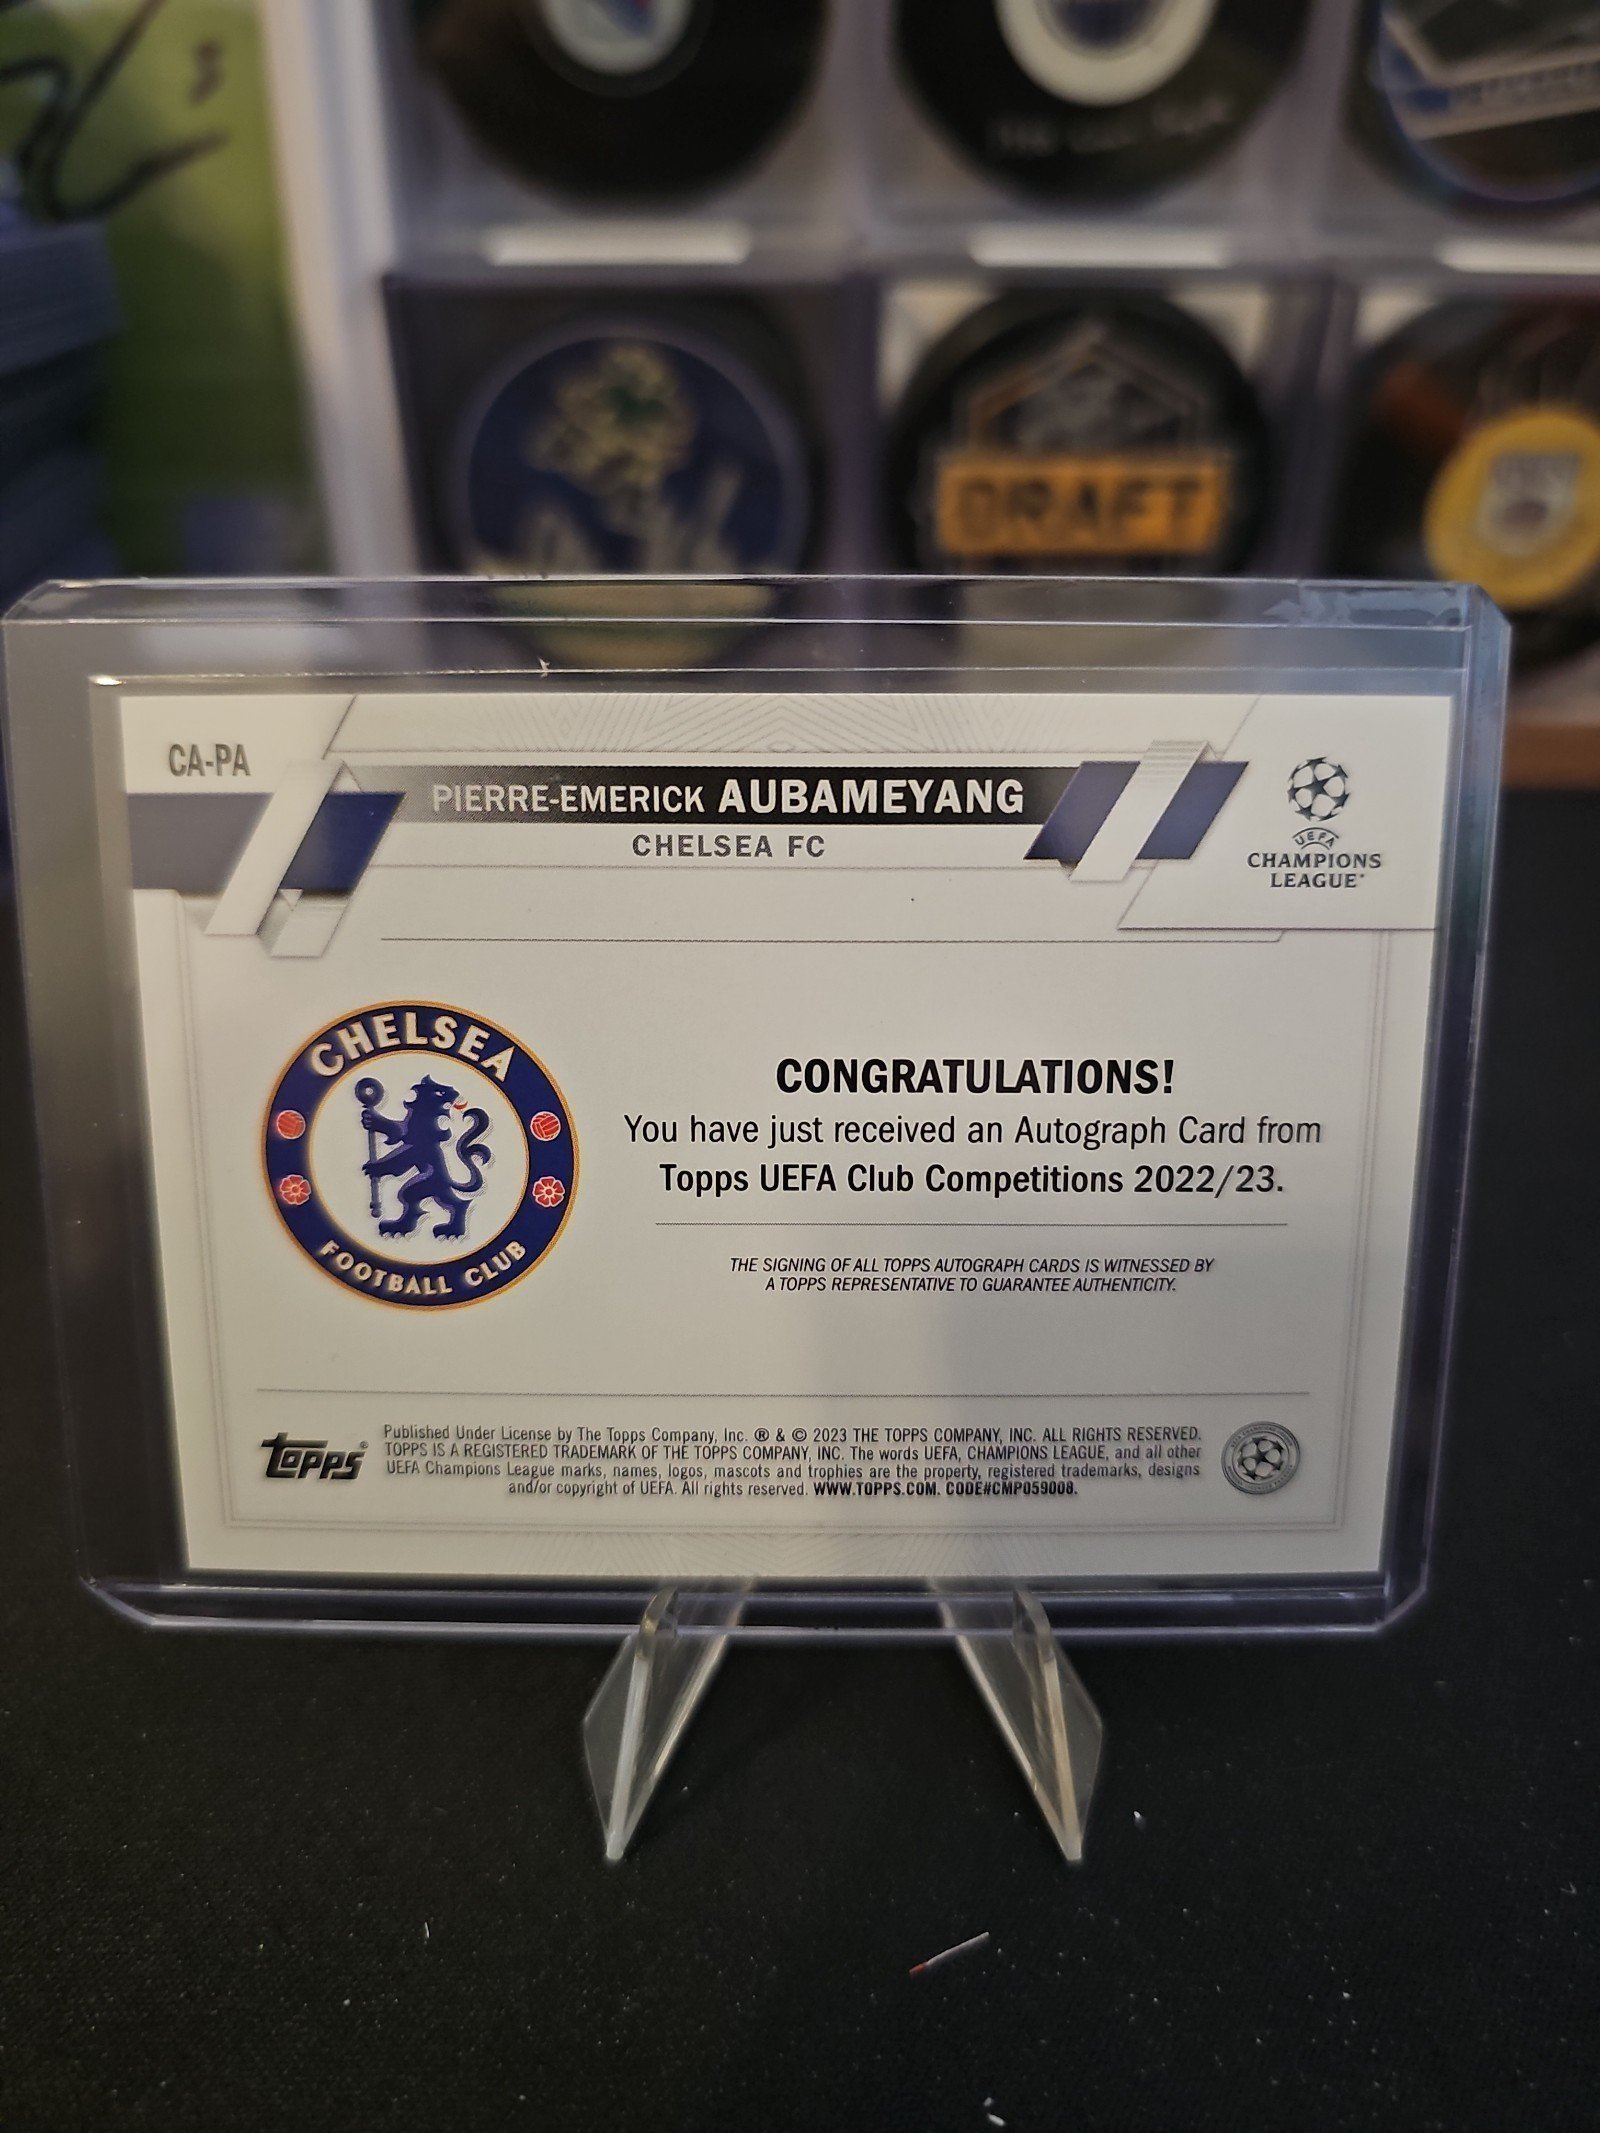 DRAFT
CA-PA
PIERRE-EMERICK AUBAMEYANG
CHELSEA FC
UEFA
CHAMPIONS
LEAGUE
CHELSEA
FOOTBALL CLUB
CONGRATULATIONS!
You have just received an Autograph Card from
Topps UEFA Club Competitions 2022/23.
THE SIGNING OF ALL TOPPS AUTOGRAPH CARDS IS WITNESSED BY
A TOPPS REPRESENTATIVE TO GUARANTEE AUTHENTICITY.
Topps®
Published Under License by The Topps Company, Inc. ® & © 2023 THE TOPPS COMPANY, INC. ALL RIGHTS RESERVED.
TOPPS IS A REGISTERED TRADEMARK OF THE TOPPS COMPANY, INC. The words UEFA, CHAMPIONS LEAGUE, and all other
UEFA Champions League marks, names, logos, mascots and trophies are the property, registered trademarks, designs
and/or copyright of UEFA. All rights reserved. WWW.TOPPS.COM. CODE#CMP059008.